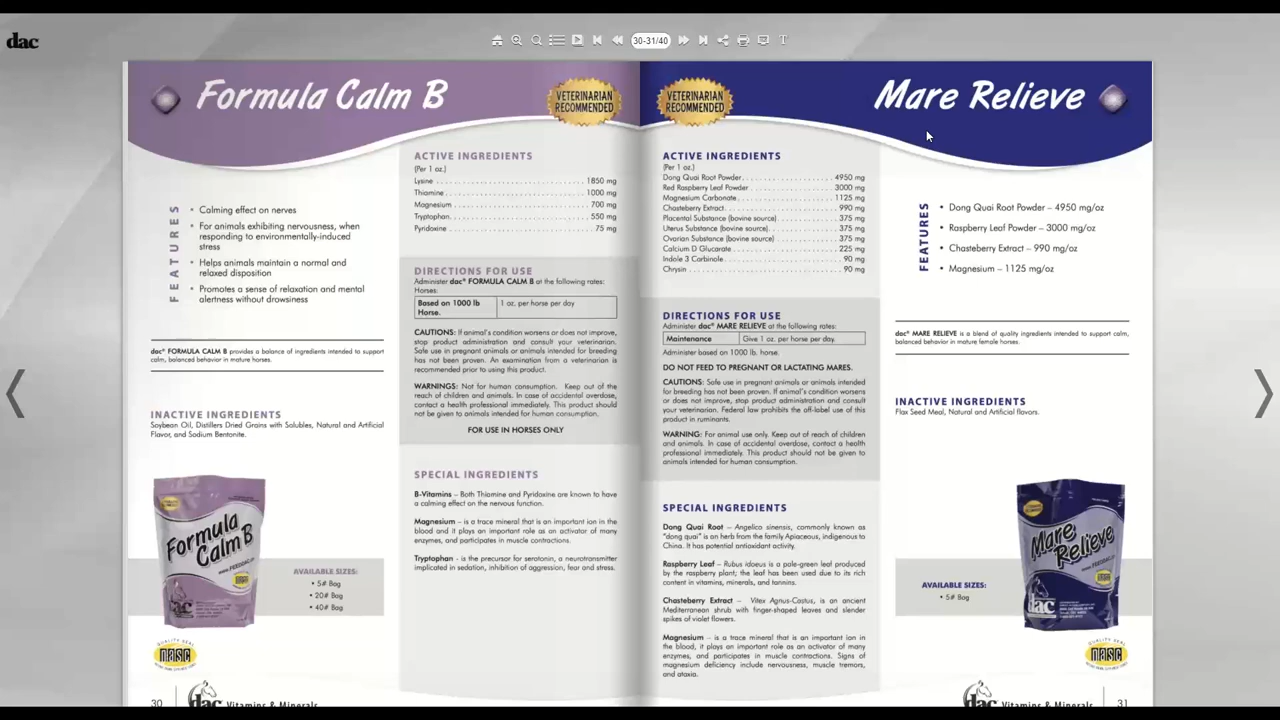 dac
30-31/40
T
Formula Calm B
VETERINARIAN
RECOMMENDED
FEATURES
• Calming effect on nerves
• For animals exhibiting nervousness, when
responding to environmentally-induced
stress
• Helps animals maintain a normal and
relaxed disposition
• Promotes a sense of relaxation and mental
alertness without drowsiness
dac® FORMULA CALM B provides a balance of ingredients intended to support
calm, balanced behavior in mature horses.
INACTIVE INGREDIENTS
Soybean Oil, Distillers Dried Grains with Solubles, Natural and Artificial
Flavor, and Sodium Bentonite.
Formula
Calm B
dac
AVAILABLE SIZES:
• 5# Bag
• 20# Bag
• 40# Bag
QUALITY SEAL
NASC
30
dac Vitamins & Minerals
ACTIVE INGREDIENTS
(Per 1 oz.)
Lysine 1850 mg
Thiamine 1000 mg
Magnesium 700 mg
Tryptophan 550 mg
Pyridoxine 75 mg
DIRECTIONS FOR USE
Administer dac® FORMULA CALM B at the following rates:
Horses:
Based on 1000 lb 1 oz. per horse per day
Horse.
CAUTIONS: If animal's condition worsens or does not improve,
stop product administration and consult your veterinarian.
Safe use in pregnant animals or animals intended for breeding
has not been proven. An examination from a veterinarian is
recommended prior to using this product.
WARNINGS: Not for human consumption. Keep out of the
reach of children and animals. In case of accidental overdose,
contact a health professional immediately. This product should
not be given to animals intended for human consumption.
FOR USE IN HORSES ONLY
SPECIAL INGREDIENTS
B-Vitamins – Both Thiamine and Pyridoxine are known to have
a calming effect on the nervous function.
Magnesium – is a trace mineral that is an important ion in the
blood and it plays an important role as an activator of many
enzymes, and participates in muscle contractions.
Tryptophan - is the precursor for serotonin, a neurotransmitter
implicated in sedation, inhibition of aggression, fear and stress.
VETERINARIAN
RECOMMENDED
Mare Relieve
ACTIVE INGREDIENTS
(Per 1 oz.)
Dong Quai Root Powder 4950 mg
Red Raspberry Leaf Powder 3000 mg
Magnesium Carbonate 1125 mg
Chasteberry Extract 990 mg
Placental Substance (bovine source) 375 mg
Uterus Substance (bovine source) 375 mg
Ovarian Substance (bovine source) 375 mg
Calcium D Glucarate 225 mg
Indole 3 Carbinole 90 mg
Chrysin 90 mg
DIRECTIONS FOR USE
Administer dac® MARE RELIEVE at the following rates:
Maintenance Give 1 oz. per horse per day.
Administer based on 1000 lb. horse.
DO NOT FEED TO PREGNANT OR LACTATING MARES.
CAUTIONS: Safe use in pregnant animals or animals intended
for breeding has not been proven. If animal's condition worsens
or does not improve, stop product administration and consult
your veterinarian. Federal law prohibits the off-label use of this
product in ruminants.
WARNING: For animal use only. Keep out of reach of children
and animals. In case of accidental overdose, contact a health
professional immediately. This product should not be given to
animals intended for human consumption.
SPECIAL INGREDIENTS
Dong Quai Root – Angelica sinensis, commonly known as
"dong quai" is an herb from the family Apiaceous, indigenous to
China. It has potential antioxidant activity.
Raspberry Leaf – Rubus idaeus is a pale-green leaf produced
by the raspberry plant; the leaf has been used due to its rich
content in vitamins, minerals, and tannins.
Chasteberry Extract – Vitex Agnus-Castus, is an ancient
Mediterranean shrub with finger-shaped leaves and slender
spikes of violet flowers.
Magnesium – is a trace mineral that is an important ion in
the blood, it plays an important role as an activator of many
enzymes, and participates in muscle contractions. Signs of
magnesium deficiency include nervousness, muscle tremors,
and ataxia.
FEATURES
• Dong Quai Root Powder – 4950 mg/oz
• Raspberry Leaf Powder – 3000 mg/oz
• Chasteberry Extract – 990 mg/oz
• Magnesium – 1125 mg/oz
dac® MARE RELIEVE is a blend of quality ingredients intended to support calm,
balanced behavior in mature female horses.
INACTIVE INGREDIENTS
Flax Seed Meal, Natural and Artificial flavors.
AVAILABLE SIZES:
• 5# Bag
Mare
Relieve
dac
QUALITY SEAL
NASC
dac Vitamins & Minerals
31